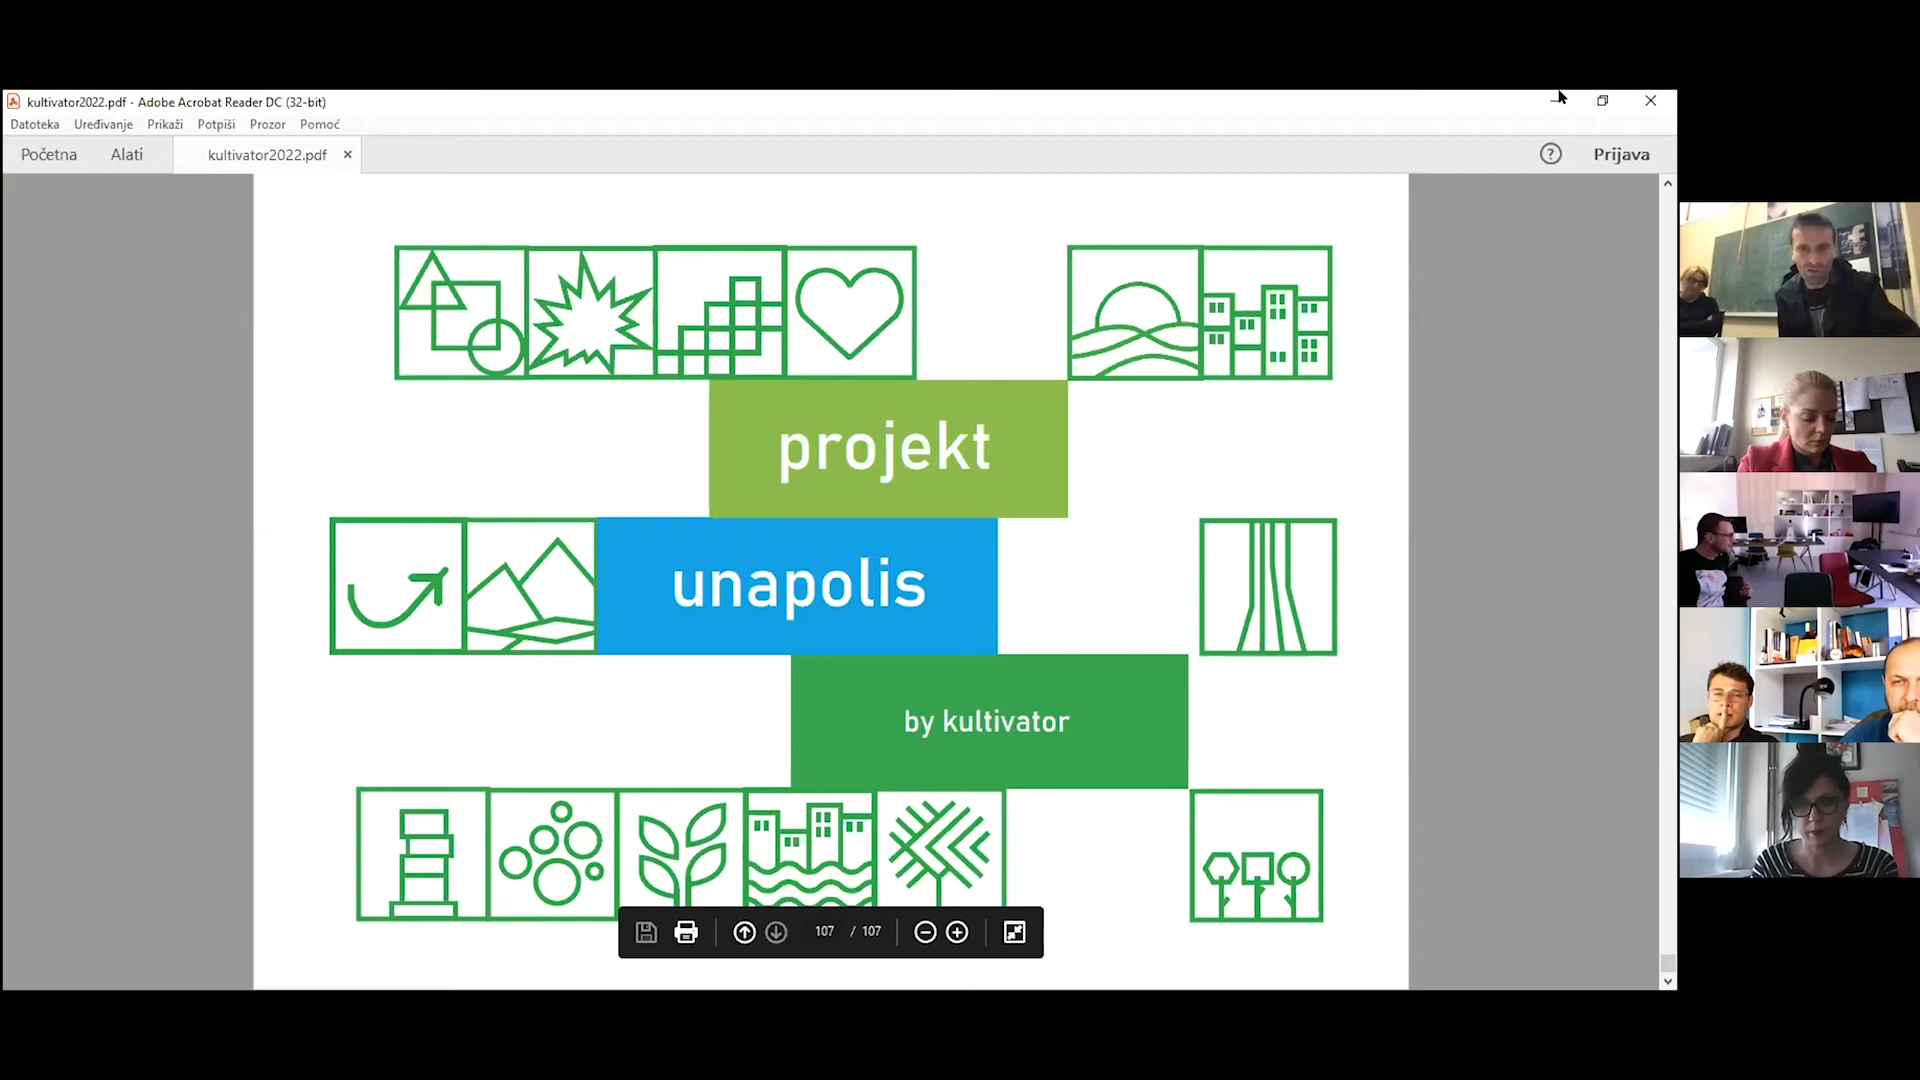 kultivator2022.pdf - Adobe Acrobat Reader DC (32-bit)
Datoteka Uređivanje Prikaži Potpiši Prozor Pomoć
Početna Alati kultivator2022.pdf Prijava
projekt
unapolis
by kultivator
107 / 107